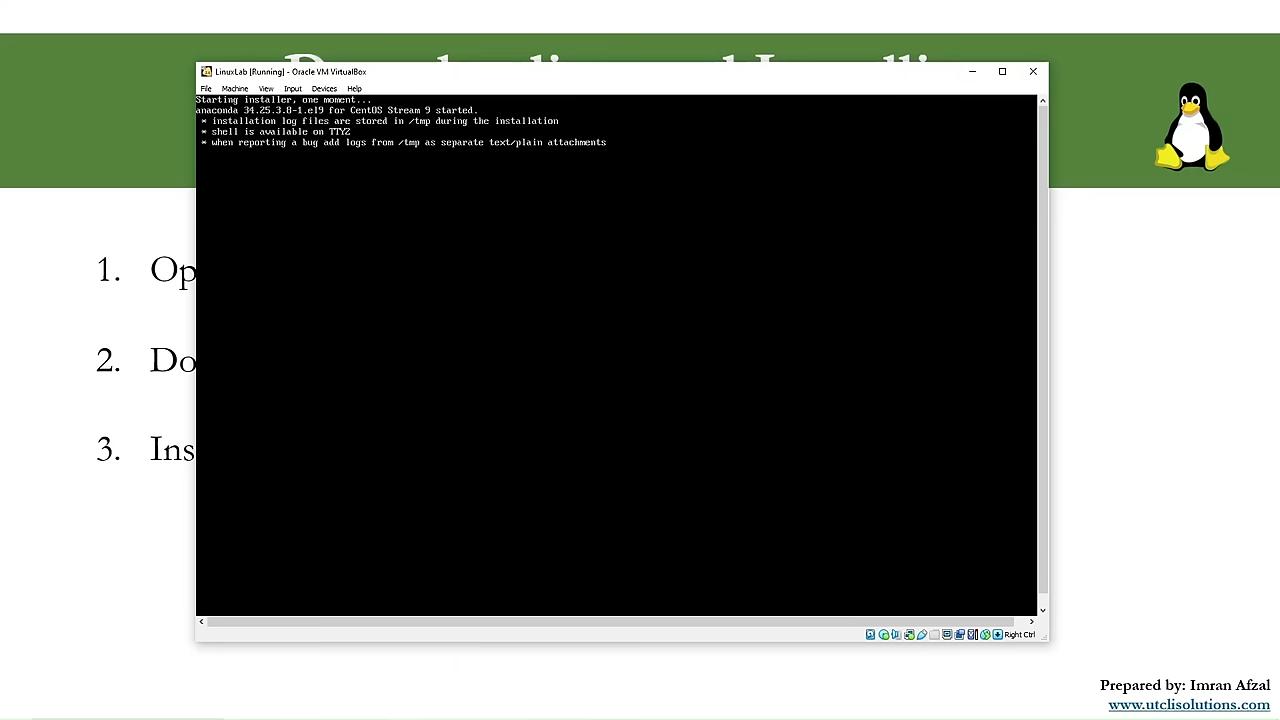 LinuxLab [Running] - Oracle VM VirtualBox
File Machine View Input Devices Help
Starting installer, one moment...
anaconda 34.25.3.8-1.el9 for CentOS Stream 9 started.
* installation log files are stored in /tmp during the installation
* shell is available on TTY2
* when reporting a bug add logs from /tmp as separate text/plain attachments
1. Op
2. Do
3. Ins
Right Ctrl
Prepared by: Imran Afzal
www.utclisolutions.com